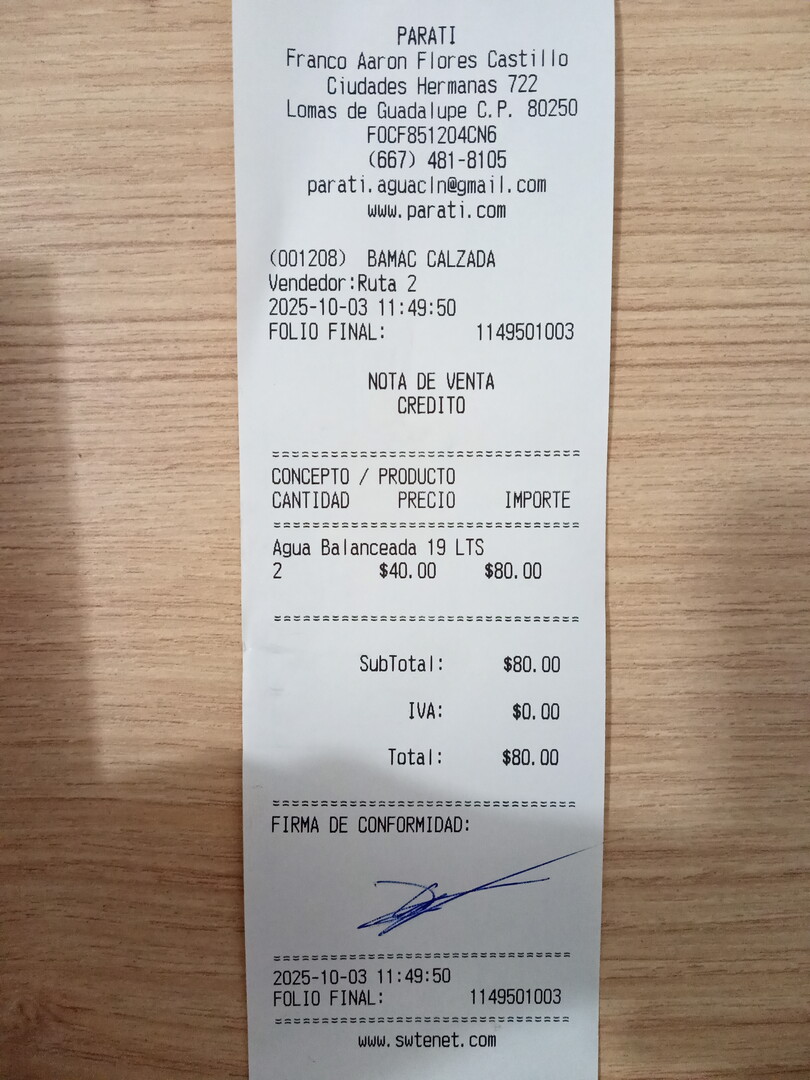 PARATI
Franco Aaron Flores Castillo
Ciudades Hermanas 722
Lomas de Guadalupe C.P. 80250
FOCF851204CN6
(667) 481-8105
parati.aguacln@gmail.com
www.parati.com
(001208) BAMAC CALZADA
Vendedor:Ruta 2
2025-10-03 11:49:50
FOLIO FINAL: 1149501003
NOTA DE VENTA
CREDITO
================================
CONCEPTO / PRODUCTO
CANTIDAD PRECIO IMPORTE
================================
Agua Balanceada 19 LTS
2 $40.00 $80.00
================================
SubTotal: $80.00
IVA: $0.00
Total: $80.00
================================
FIRMA DE CONFORMIDAD:
================================
2025-10-03 11:49:50
FOLIO FINAL: 1149501003
================================
www.swtenet.com